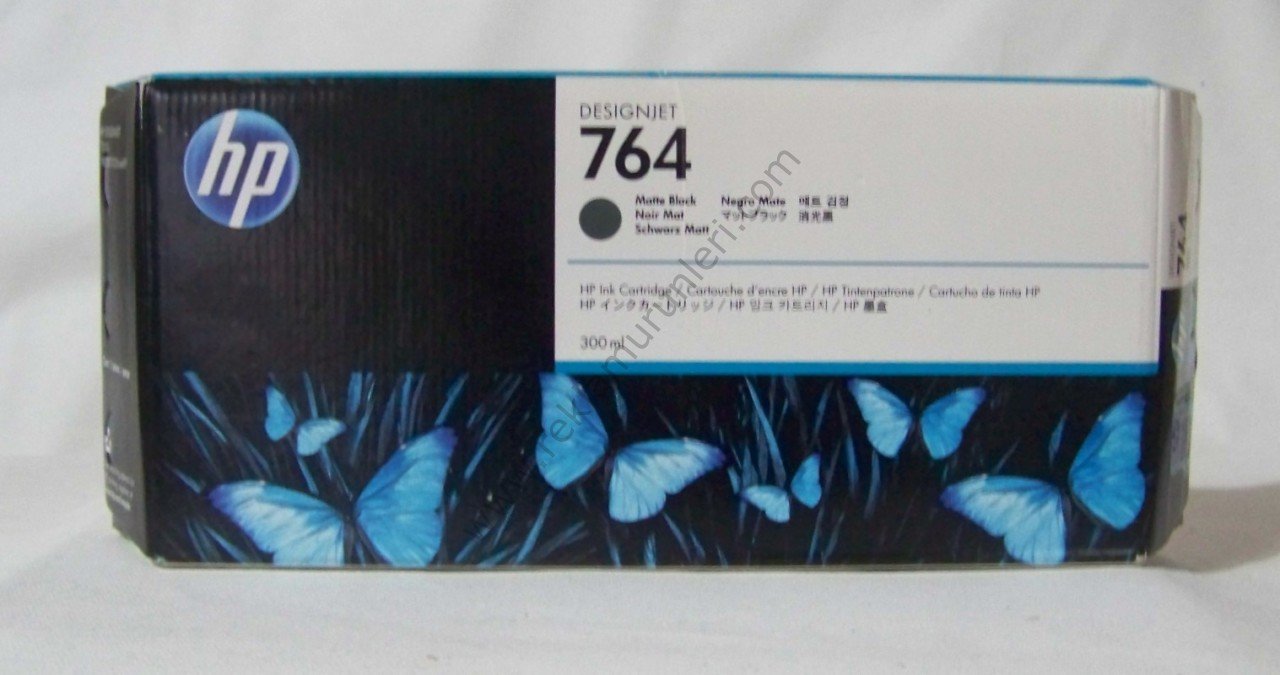 hp
DESIGNJET
764
Matte Black Negro Mate 매트 검정
Noir Mat マットブラック 消光黒
Schwarz Matt
HP Ink Cartridge / Cartouche d'encre HP / HP Tintenpatrone / Cartucho de tinta HP
HP インクカートリッジ / HP 잉크 카트리지 / HP 墨盒
300 ml
764